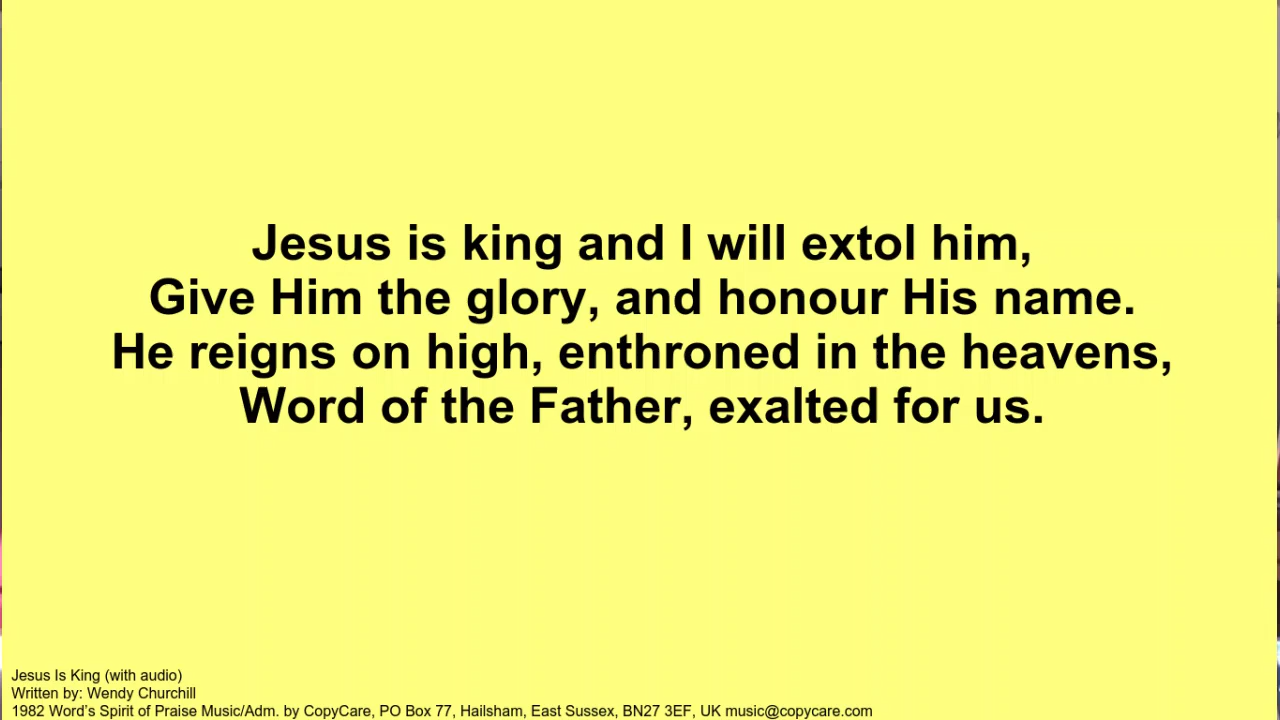 Jesus is king and I will extol him,
Give Him the glory, and honour His name.
He reigns on high, enthroned in the heavens,
Word of the Father, exalted for us.
Jesus Is King (with audio)
Written by: Wendy Churchill
1982 Word’s Spirit of Praise Music/Adm. by CopyCare, PO Box 77, Hailsham, East Sussex, BN27 3EF, UK music@copycare.com